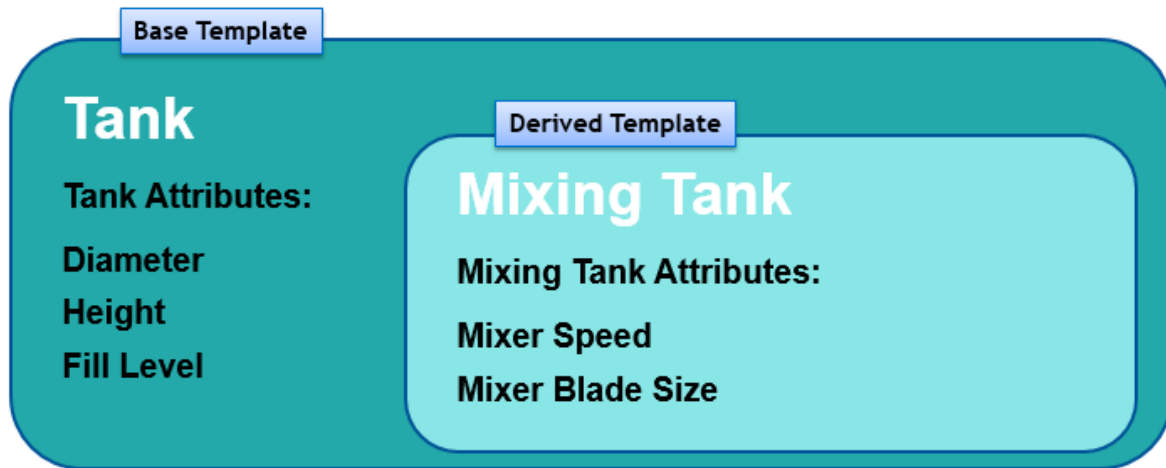 Base Template
Tank
Tank Attributes:
Diameter
Height
Fill Level
Derived Template
Mixing Tank
Mixing Tank Attributes:
Mixer Speed
Mixer Blade Size